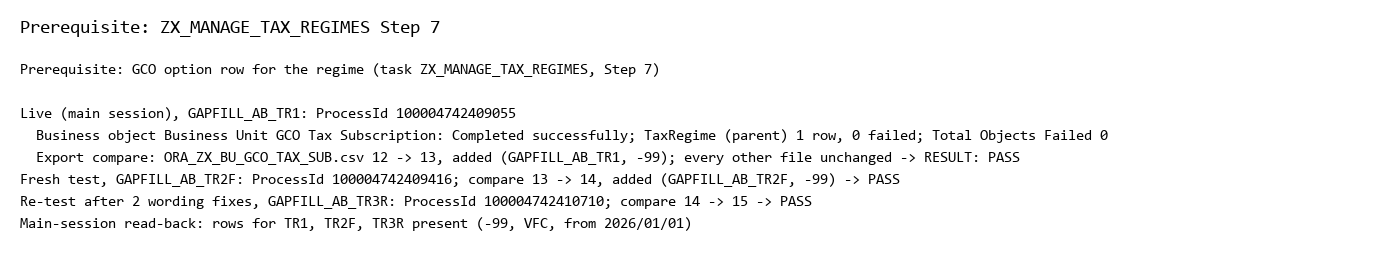 Prerequisite: ZX_MANAGE_TAX_REGIMES Step 7
Prerequisite: GCO option row for the regime (task ZX_MANAGE_TAX_REGIMES, Step 7)
Live (main session), GAPFILL_AB_TR1: ProcessId 100004742409055
Business object Business Unit GCO Tax Subscription: Completed successfully; TaxRegime (parent) 1 row, 0 failed; Total Objects Failed 0
Export compare: ORA_ZX_BU_GCO_TAX_SUB.csv 12 -> 13, added (GAPFILL_AB_TR1, -99); every other file unchanged -> RESULT: PASS
Fresh test, GAPFILL_AB_TR2F: ProcessId 100004742409416; compare 13 -> 14, added (GAPFILL_AB_TR2F, -99) -> PASS
Re-test after 2 wording fixes, GAPFILL_AB_TR3R: ProcessId 100004742410710; compare 14 -> 15 -> PASS
Main-session read-back: rows for TR1, TR2F, TR3R present (-99, VFC, from 2026/01/01)